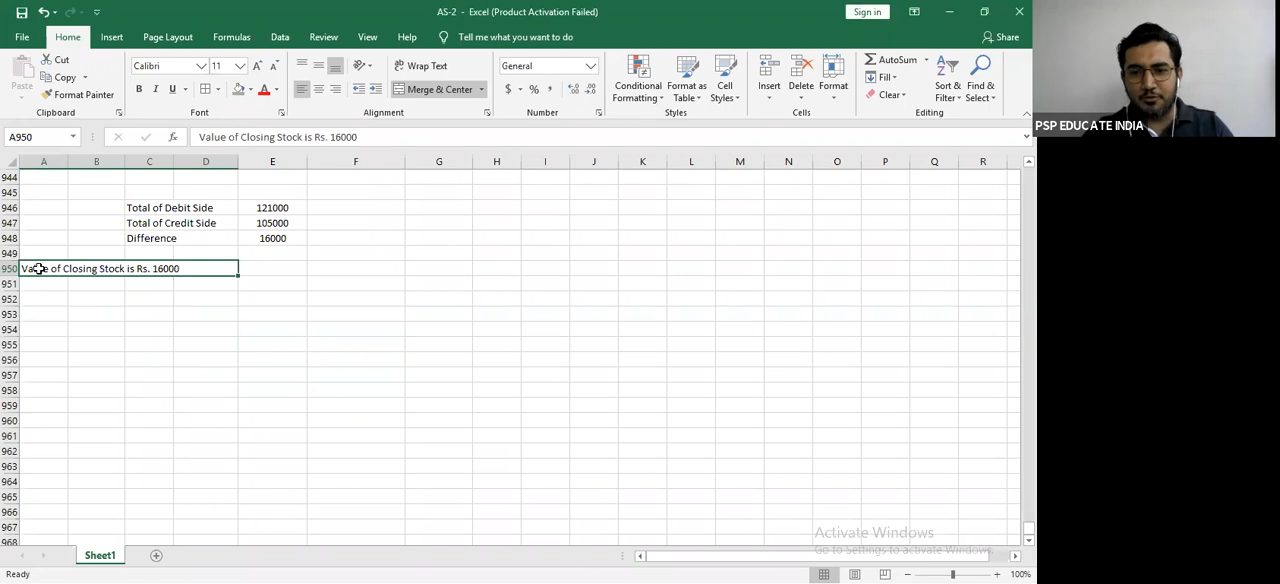 AS-2 - Excel (Product Activation Failed)
Sign in
File Home Insert Page Layout Formulas Data Review View Help Tell me what you want to do Share
Paste
Cut
Copy
Format Painter
Clipboard
Calibri 11
B I U
Font
Wrap Text
Merge & Center
Alignment
General
$ % ,
Number
Conditional Formatting
Format as Table
Cell Styles
Styles
Insert Delete Format
Cells
AutoSum
Fill
Clear
Sort & Filter
Find & Select
Editing
PSP EDUCATE INDIA
A950 fx Value of Closing Stock is Rs. 16000
A B C D E F G H I J K L M N O P Q R
944
945
946 Total of Debit Side 121000
947 Total of Credit Side 105000
948 Difference 16000
949
950 Value of Closing Stock is Rs. 16000
951
952
953
954
955
956
957
958
959
960
961
962
963
964
965
966
967
968
Activate Windows
Go to Settings to activate Windows.
Sheet1
Ready
100%